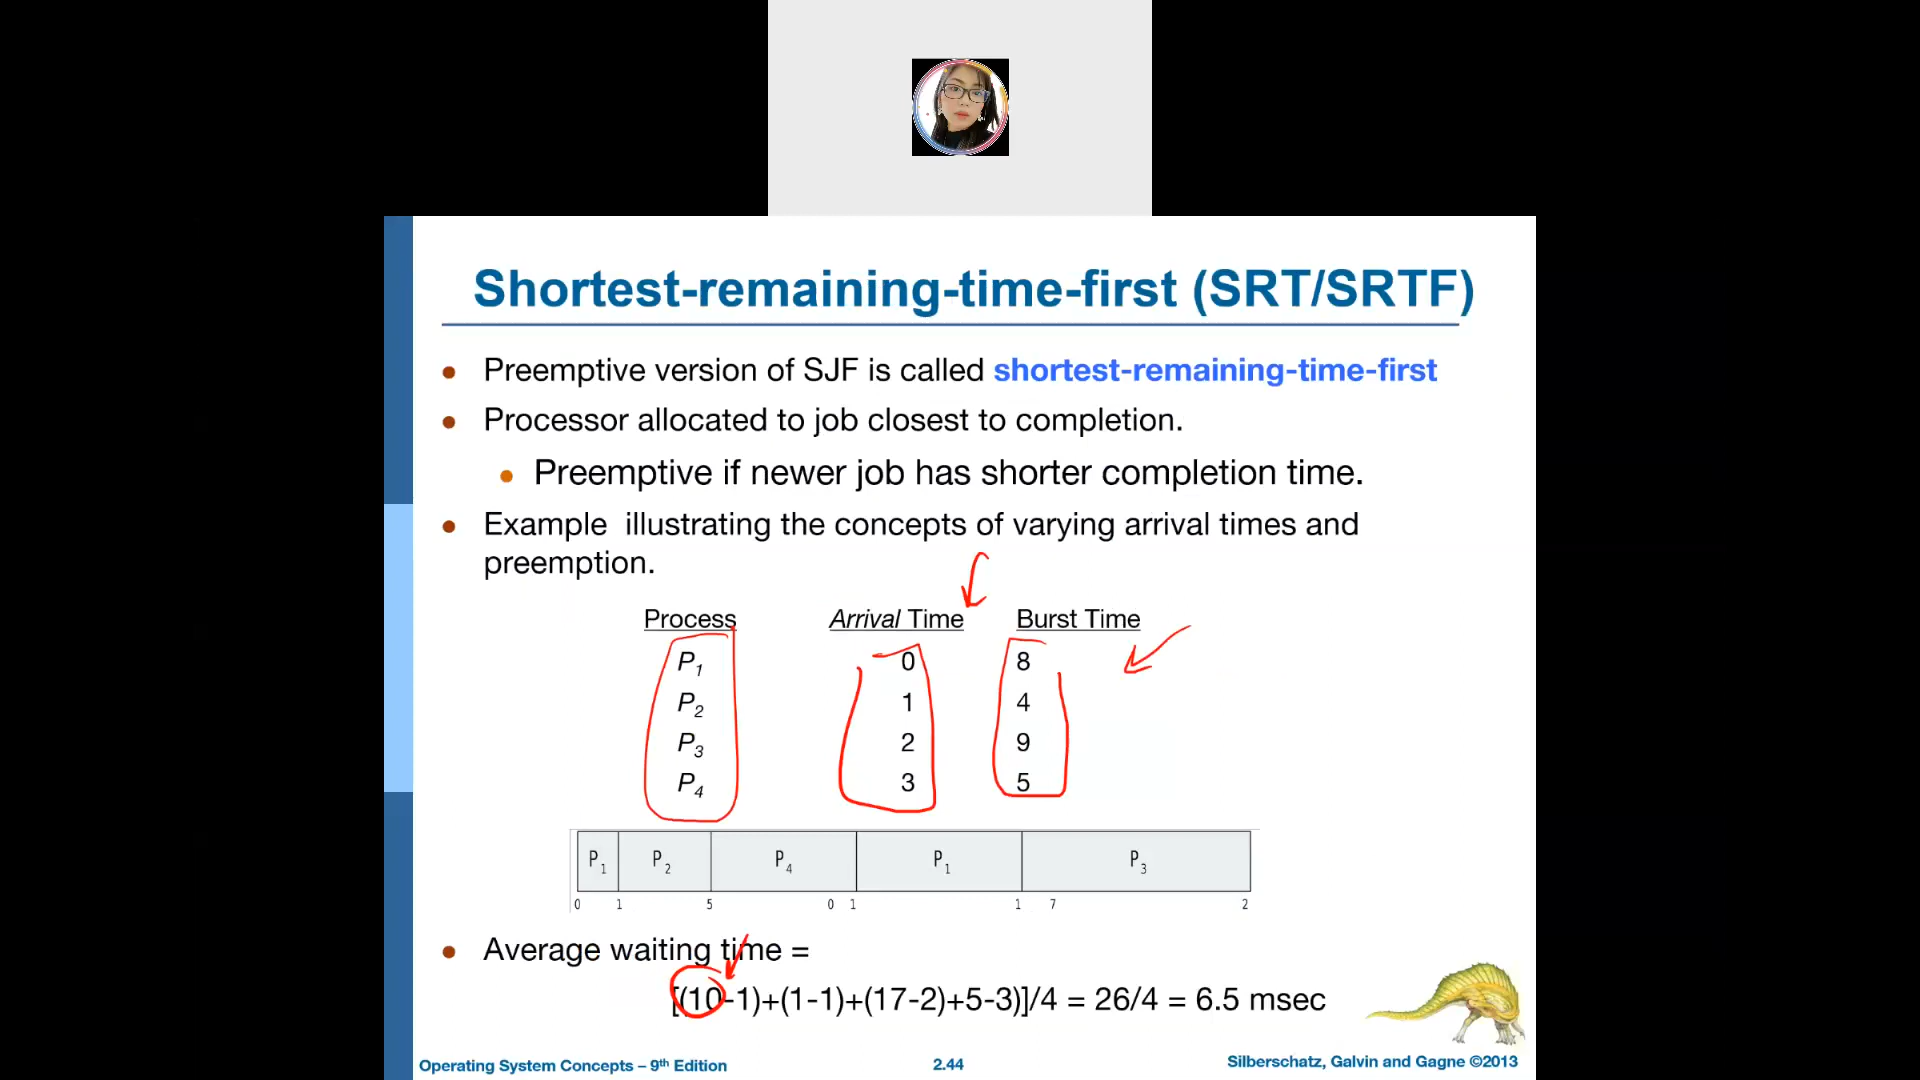 Shortest-remaining-time-first (SRT/SRTF)
Preemptive version of SJF is called shortest-remaining-time-first
Processor allocated to job closest to completion.
Preemptive if newer job has shorter completion time.
Example illustrating the concepts of varying arrival times and
preemption.
Process Arrival Time Burst Time
P1 0 8
P2 1 4
P3 2 9
P4 3 5
P1 P2 P4 P1 P3
0 1 5 0 1 1 7 2
Average waiting time =
[(10-1)+(1-1)+(17-2)+5-3)]/4 = 26/4 = 6.5 msec
Operating System Concepts – 9th Edition 2.44 Silberschatz, Galvin and Gagne ©2013